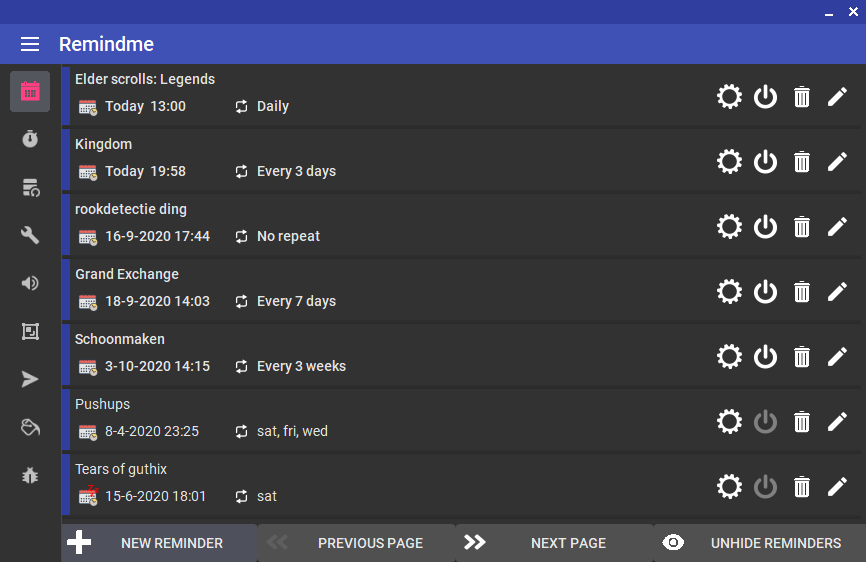 Remindme
Elder scrolls: Legends
Today 13:00 Daily
Kingdom
Today 19:58 Every 3 days
rookdetectie ding
16-9-2020 17:44 No repeat
Grand Exchange
18-9-2020 14:03 Every 7 days
Schoonmaken
3-10-2020 14:15 Every 3 weeks
Pushups
8-4-2020 23:25 sat, fri, wed
Tears of guthix
15-6-2020 18:01 sat
NEW REMINDER PREVIOUS PAGE NEXT PAGE UNHIDE REMINDERS